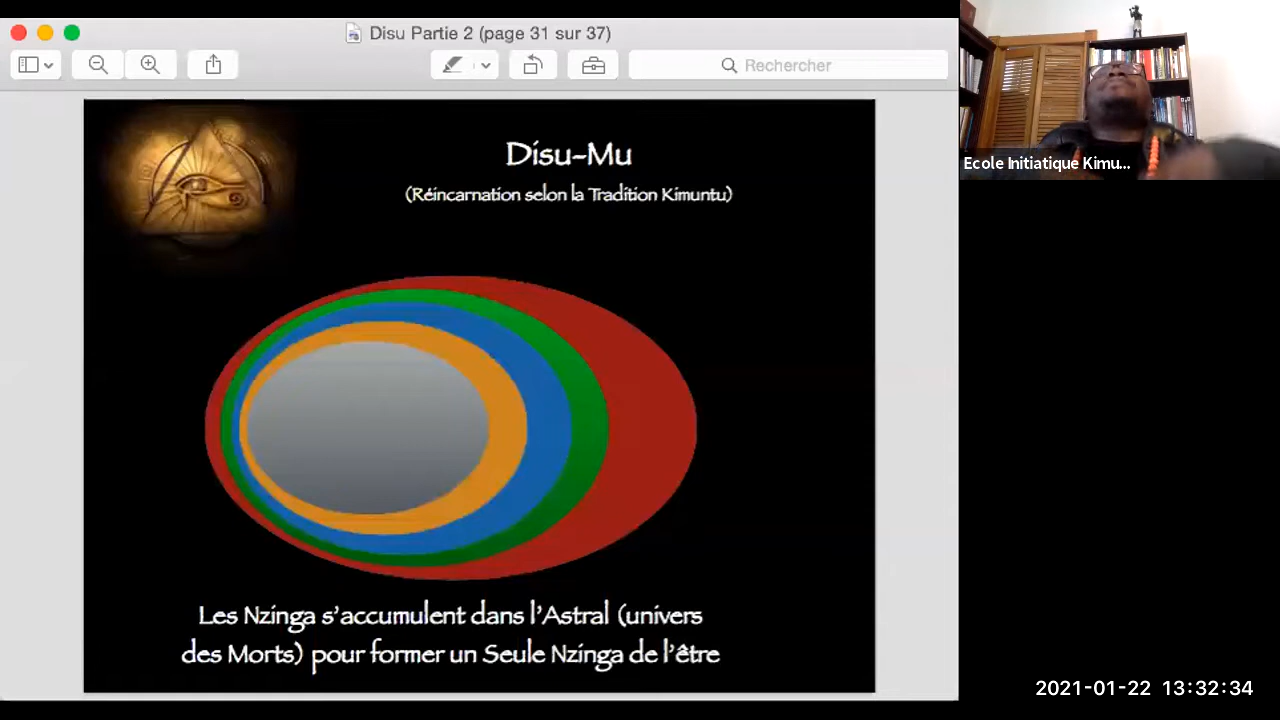 Disu Partie 2 (page 31 sur 37)
Rechercher
Ecole Initiatique Kimu...
Disu-Mu
(Réincarnation selon la Tradition Kimuntu)
Les Nzinga s'accumulent dans l'Astral (univers
des Morts) pour former un Seule Nzinga de l'être
2021-01-22 13:32:34